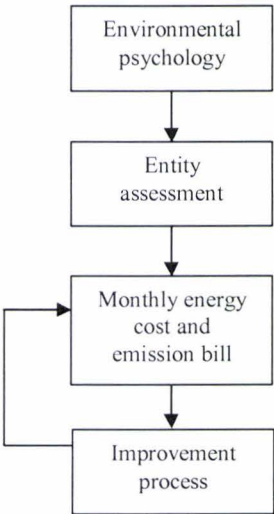 Environmental
psychology
Entity
assessment
Monthly energy
cost and
emission bill
Improvement
process